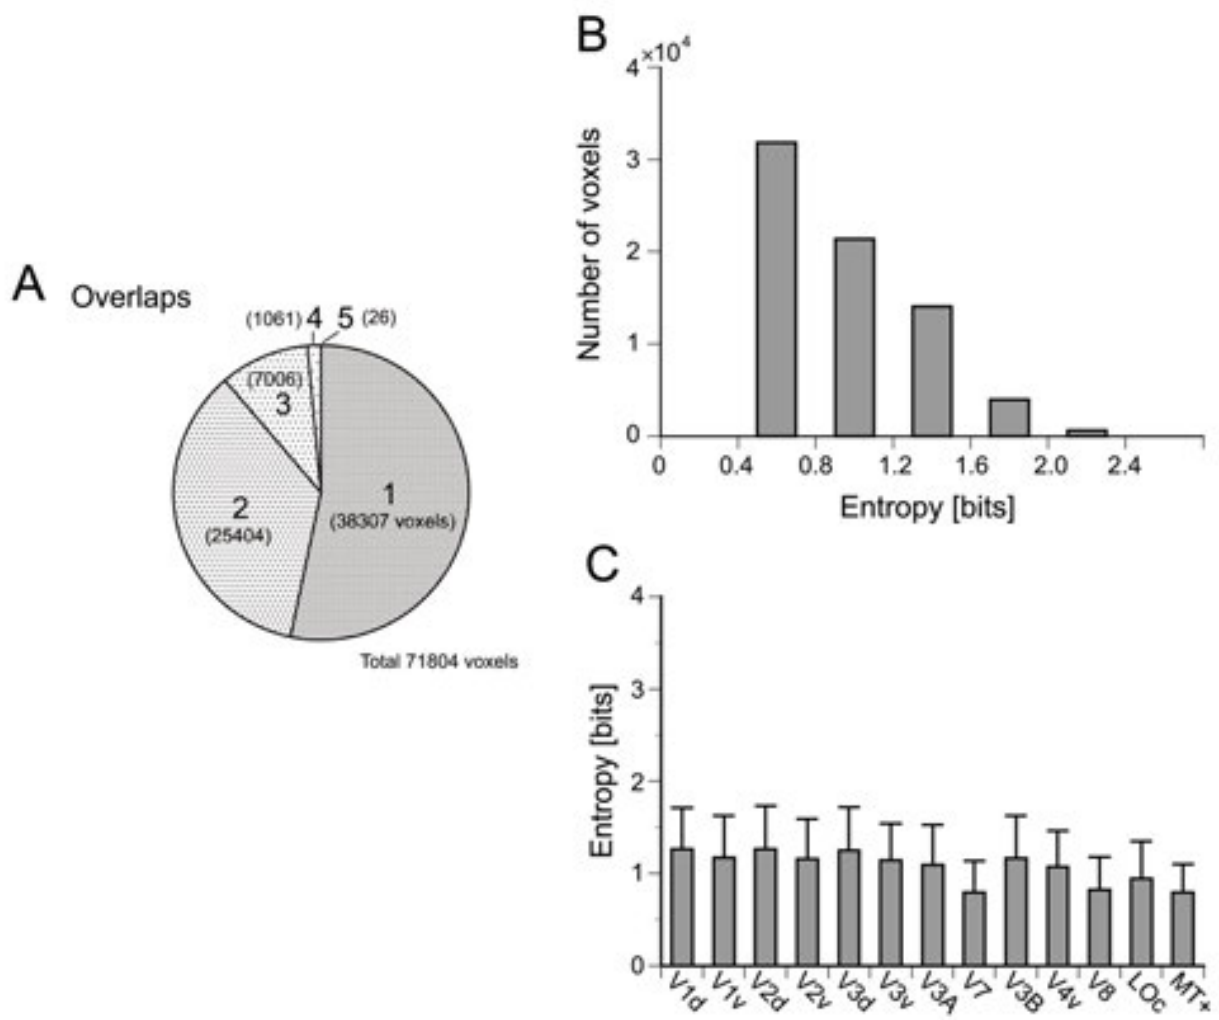 A Overlaps
(1061) 4 5 (26)
(7006)
3
2
(25404)
1
(38307 voxels)
Total 71804 voxels
B
×10⁴
4
3
2
1
0
Number of voxels
0 0.4 0.8 1.2 1.6 2.0 2.4
Entropy [bits]
C
4
3
2
1
0
Entropy [bits]
V1d V1v V2d V2v V3d V3v V3A V7 V3B V4v V8 LOc MT+